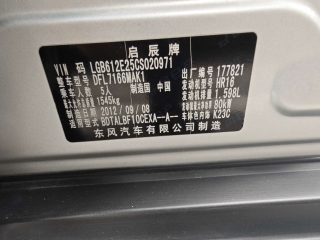 启辰牌
VIN 码 LGB612E25CS020971
整车型号 DFL7166MAK1 出厂编号 177821
乘坐人数 5人 制造国 中国 发动机型号 HR16
最大允许总质量 1545kg 发动机排量 1.598L
制造年月 2012/09/08 发动机最大净功率 80kW
BDTALBF10CEXA--A-- 车体色内饰 K23C
东风汽车有限公司制造